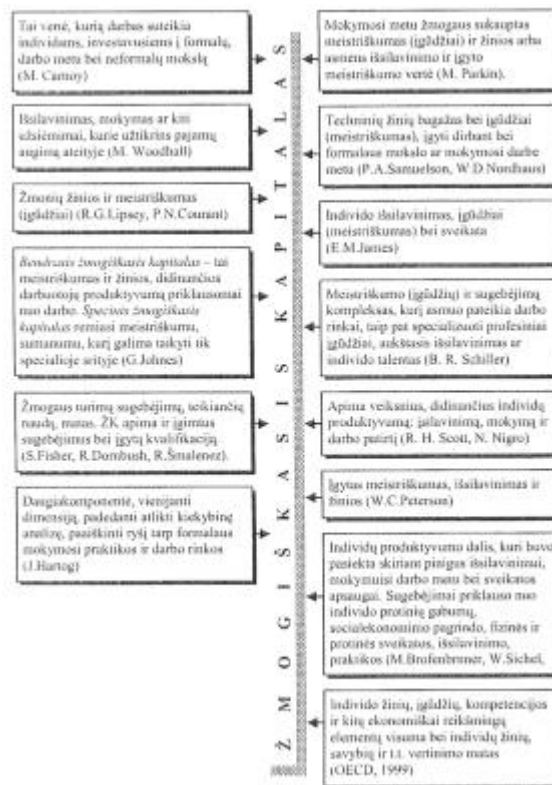 Tai vertė, kurią darbas suteikia
individams, investavusiems į formalų,
darbo metu bei neformalų mokslą
(M. Carnoy)
Išsilavinimas, mokymas ar kiti
užsiėmimai, kurie užtikrins pajamų
augimą ateityje (M. Woodhall)
Žmonių žinios ir meistriškumas
(įgūdžiai) (R.G.Lipsey, P.N.Courant)
Bendrasis žmogiškasis kapitalas – tai
meistriškumas ir žinios, didinančios
darbuotojų produktyvumą priklausomai
nuo darbo. Specinis žmogiškasis
kapitalas remiasi meistriškumu,
sumanumu, kurį galima taikyti tik
specialioje srityje (G.Johnes)
Žmogaus turimų sugebėjimų, teikiančių
naudą, matas. ŽK apima ir įgimtus
sugebėjimus bei įgytą kvalifikaciją
(S.Fisher, R.Dornbush, R.Šmalenez).
Daugiakomponentė, vienijanti
dimensiją, padedanti atlikti kiekybinę
analizę, paaiškinti ryšį tarp formalaus
mokymosi praktikos ir darbo rinkos
(J.Hartog)
ŽMOGIŠKASIS KAPITALAS
Mokymosi metu žmogaus sukauptas
meistriškumas (įgūdžiai) ir žinios arba
asmens išsilavinimo ir įgyto
meistriškumo vertė (M. Parkin).
Techninių žinių bagažas bei įgūdžiai
(meistriškumas), įgyti dirbant bei
formalaus mokslo ar mokymosi darbe
metu (P.A.Samuelson, W.D.Nordhaus)
Individo išsilavinimas, įgūdžiai
(meistriškumas) bei sveikata
(E.M.James)
Meistriškumo (įgūdžių) ir sugebėjimų
kompleksas, kurį asmuo pateikia darbo
rinkai, taip pat specializuoti profesiniai
įgūdžiai, aukštasis išsilavinimas ar
individo talentas (B. R. Schiller)
Apima veiksnius, didinančius individų
produktyvumą: įsilavinimą, mokymą ir
darbo patirtį (R. H. Scott, N. Nigro)
Įgytas meistriškumas, išsilavinimas ir
žinios (W.C.Peterson)
Individų produktyvumo dalis, kuri buvo
pasiekta skiriant pinigus išsilavinimui,
mokymuisi darbo metu bei sveikatos
apsaugai. Sugebėjimai priklauso nuo
individo protinių gabumų,
socialekonominio pagrindo, fizinės ir
protinės sveikatos, išsilavinimo,
praktikos (M.Brofenbrener, W.Sichel,
Individo žinių, įgūdžių, kompetencijos
ir kitų ekonomiškai reikšmingų
elementų visuma bei individų žinių,
savybių ir t.t. vertinimo matas
(OECD, 1999)